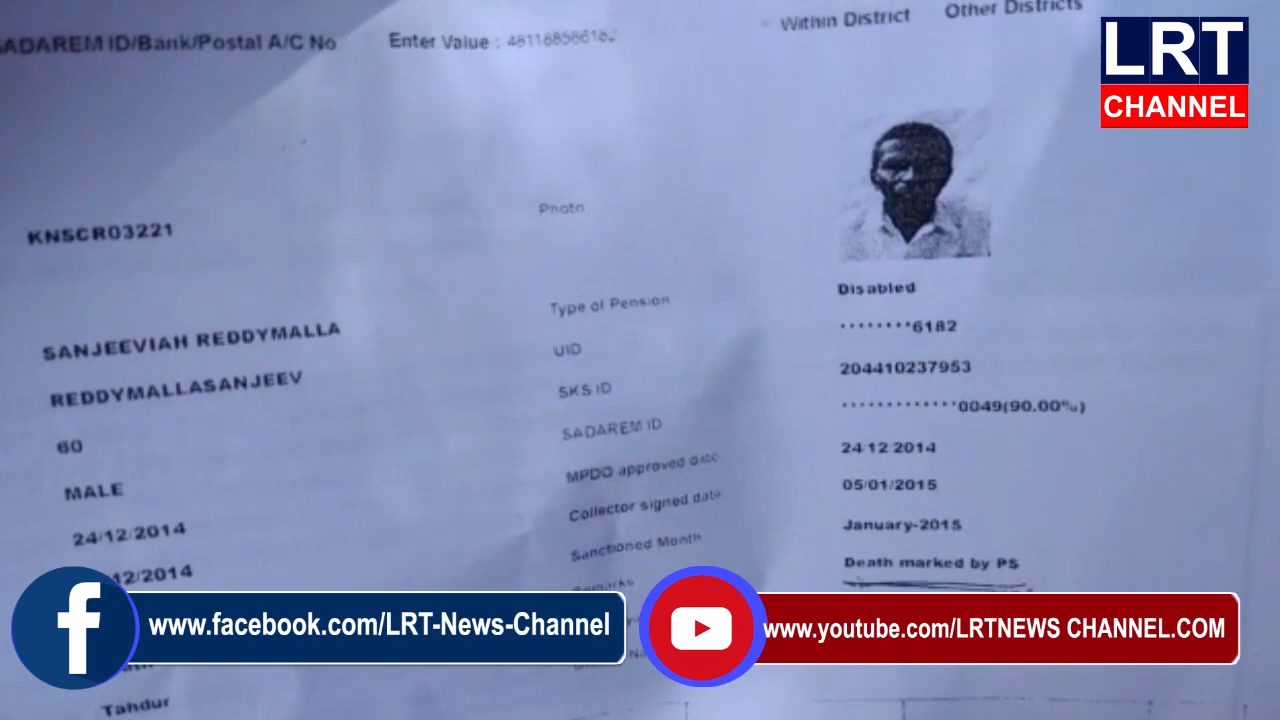 Within District Other Districts
SADAREM ID/Bank/Postal A/C No Enter Value :
LRT
CHANNEL
KNSCR03221 Photo
Disabled
SANJEEVIAH REDDYMALLA Type of Pension ********6182
REDDYMALLASANJEEV UID 204410237953
60 SKS ID *************0049(90.00%)
MALE SADAREM ID 24/12/2014
24/12/2014 MPDO approved date 05/01/2015
12/2014 Collector signed date January-2015
Sanctioned Month Death marked by PS
Remarks
www.facebook.com/LRT-News-Channel
www.youtube.com/LRTNEWS CHANNEL.COM
Tahdur